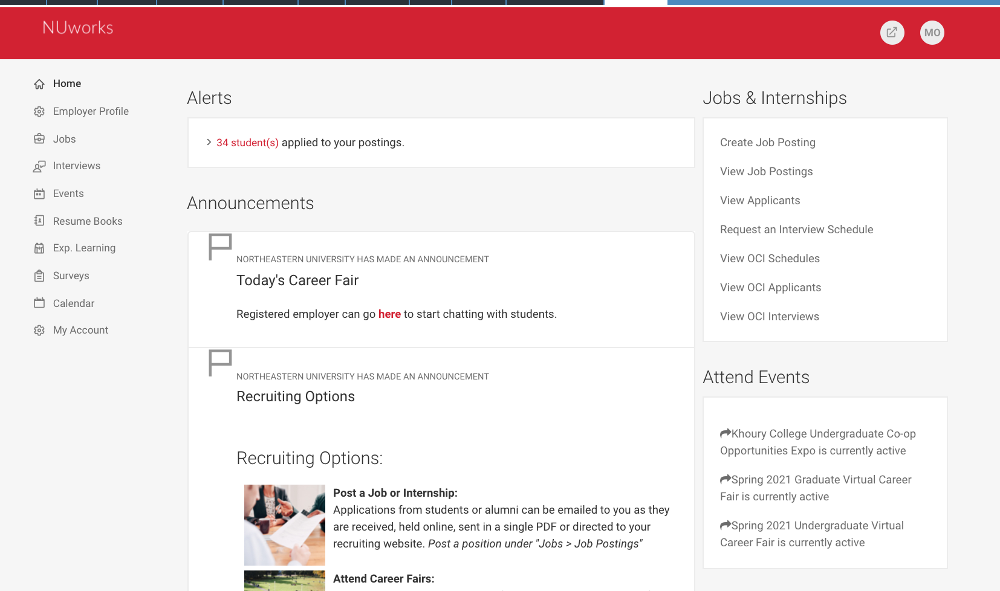 NUworks
MO
Home
Employer Profile
Jobs
Interviews
Events
Resume Books
Exp. Learning
Surveys
Calendar
My Account
Alerts
34 student(s) applied to your postings.
Announcements
NORTHEASTERN UNIVERSITY HAS MADE AN ANNOUNCEMENT
Today's Career Fair
Registered employer can go here to start chatting with students.
NORTHEASTERN UNIVERSITY HAS MADE AN ANNOUNCEMENT
Recruiting Options
Recruiting Options:
Post a Job or Internship:
Applications from students or alumni can be emailed to you as they
are received, held online, sent in a single PDF or directed to your
recruiting website. Post a position under "Jobs > Job Postings"
Attend Career Fairs:
Jobs & Internships
Create Job Posting
View Job Postings
View Applicants
Request an Interview Schedule
View OCI Schedules
View OCI Applicants
View OCI Interviews
Attend Events
Khoury College Undergraduate Co-op
Opportunities Expo is currently active
Spring 2021 Graduate Virtual Career
Fair is currently active
Spring 2021 Undergraduate Virtual
Career Fair is currently active